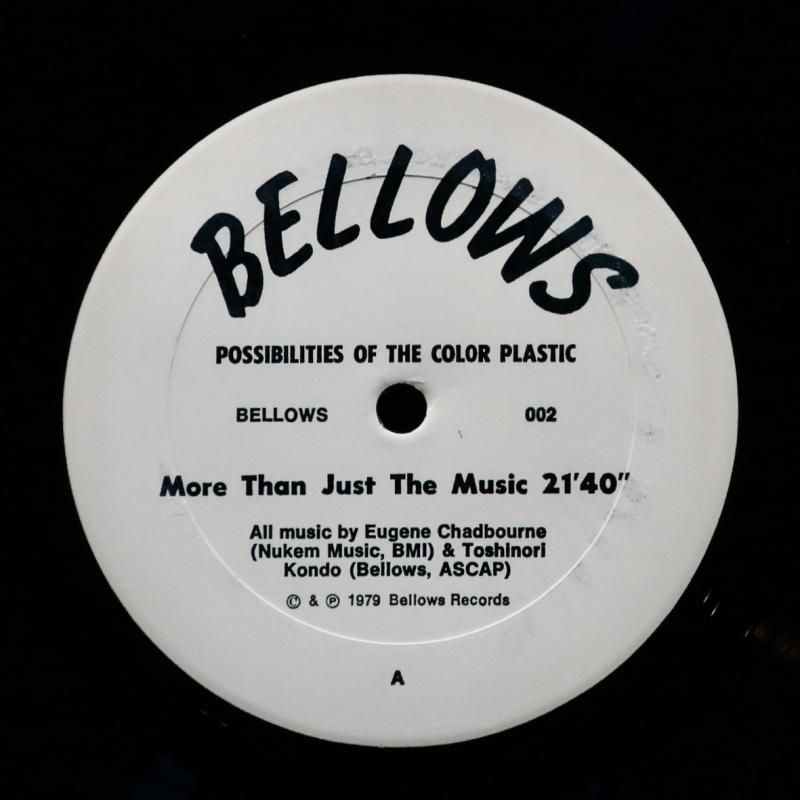 BELLOWS
POSSIBILITIES OF THE COLOR PLASTIC
BELLOWS 002
More Than Just The Music 21'40"
All music by Eugene Chadbourne
(Nukem Music, BMI) & Toshinori
Kondo (Bellows, ASCAP)
© & ℗ 1979 Bellows Records
A